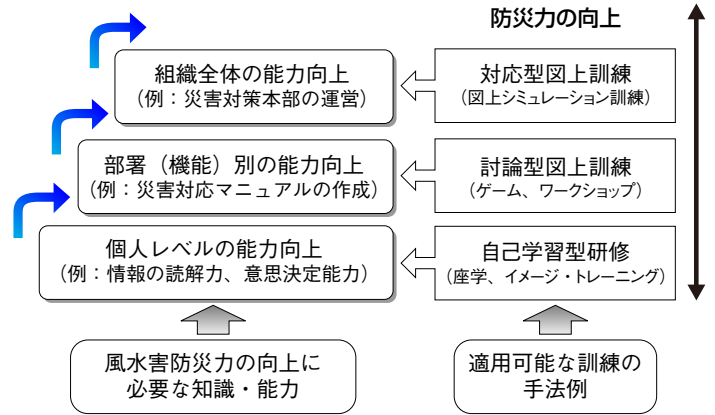 防災力の向上
組織全体の能力向上
（例：災害対策本部の運営）
対応型図上訓練
（図上シミュレーション訓練）
部署（機能）別の能力向上
（例：災害対応マニュアルの作成）
討論型図上訓練
（ゲーム、ワークショップ）
個人レベルの能力向上
（例：情報の読解力、意思決定能力）
自己学習型研修
（座学、イメージ・トレーニング）
風水害防災力の向上に
必要な知識・能力
適用可能な訓練の
手法例